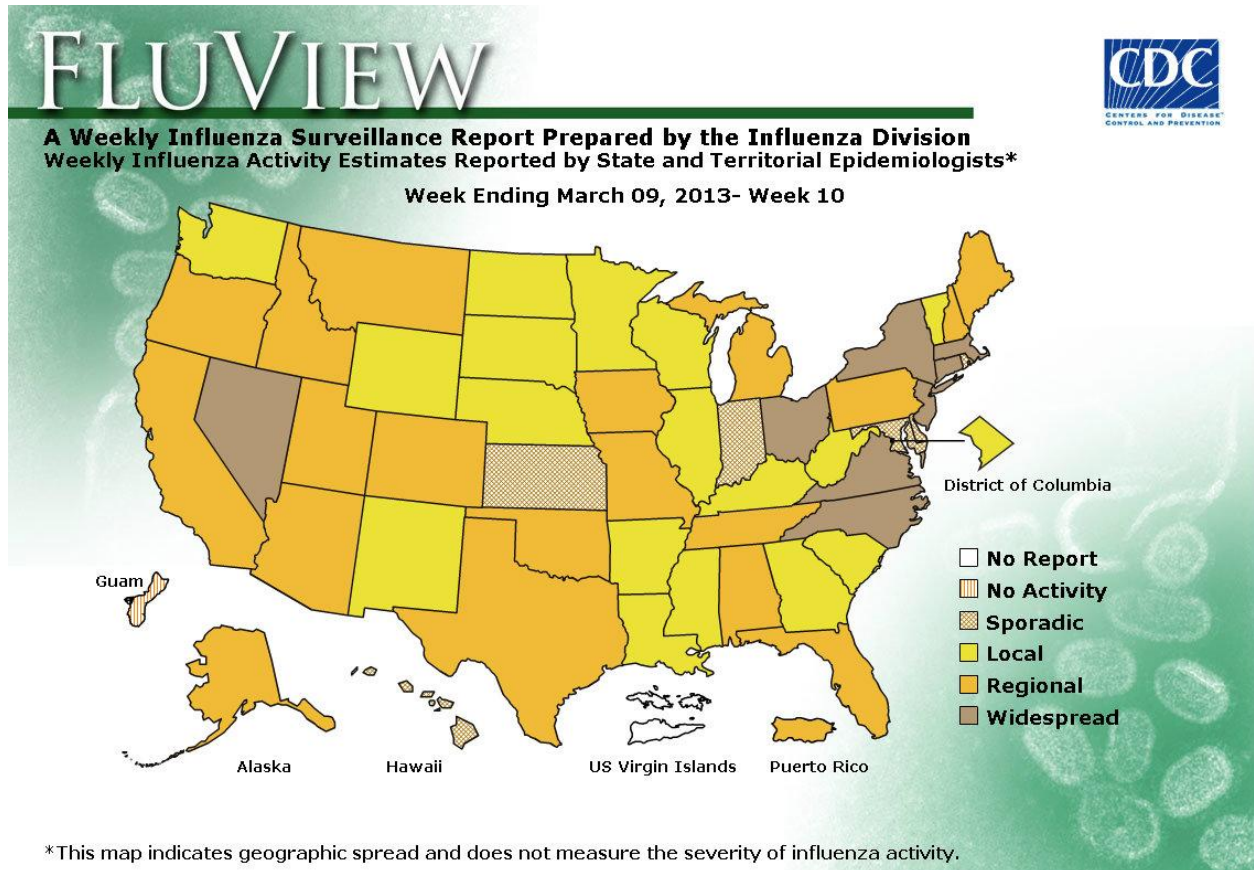 FLUVIEW
CDC
CENTERS FOR DISEASE
CONTROL AND PREVENTION
A Weekly Influenza Surveillance Report Prepared by the Influenza Division
Weekly Influenza Activity Estimates Reported by State and Territorial Epidemiologists*
Week Ending March 09, 2013- Week 10
District of Columbia
Guam
No Report
No Activity
Sporadic
Local
Regional
Widespread
Alaska
Hawaii
US Virgin Islands
Puerto Rico
*This map indicates geographic spread and does not measure the severity of influenza activity.